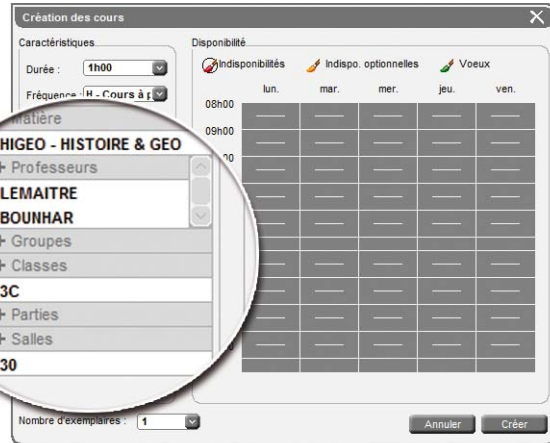 Création des cours
Caractéristiques
Durée : 1h00
Fréquence : H - Cours à p
Disponibilité
Indisponibilités Indispo. optionnelles Voeux
lun. mar. mer. jeu. ven.
08h00
09h00
Matière
HIGEO - HISTOIRE & GEO
+ Professeurs
LEMAITRE
BOUNHAR
+ Groupes
+ Classes
3C
+ Parties
+ Salles
30
Nombre d'exemplaires : 1
Annuler Créer